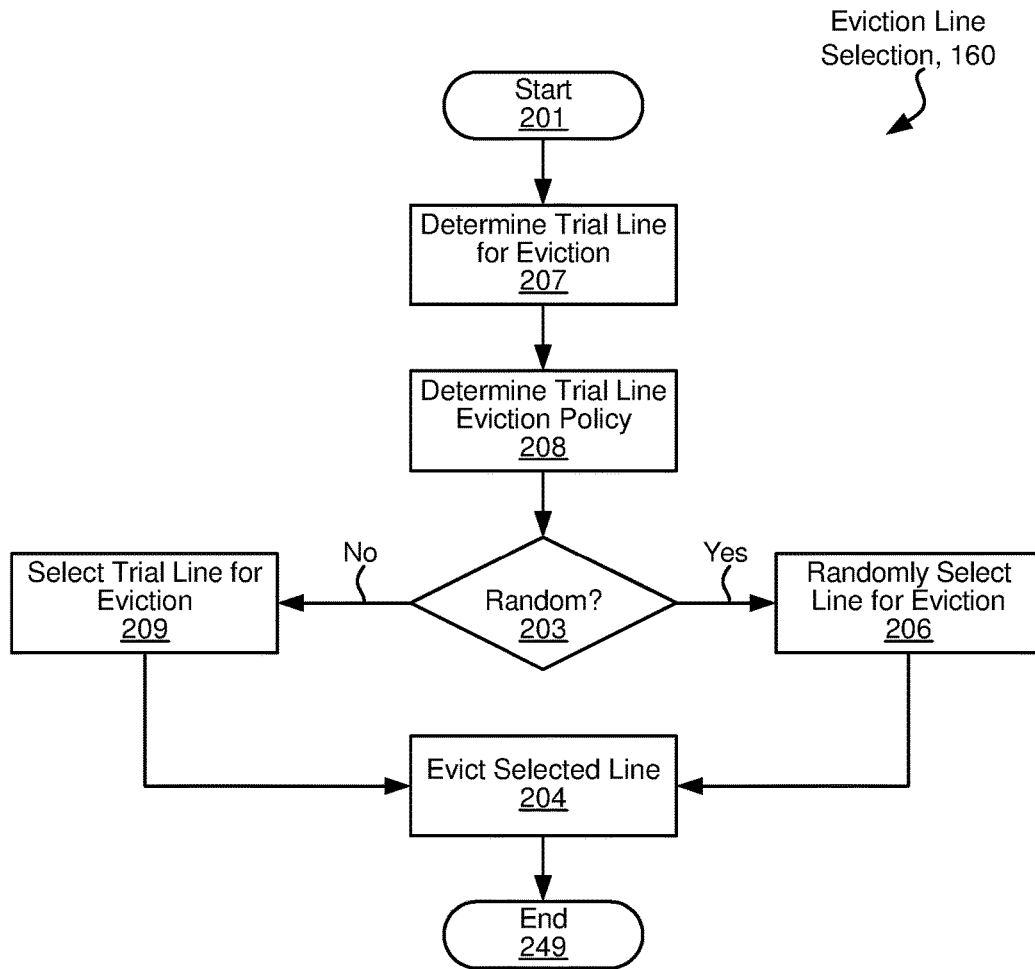 Eviction Line
Selection, 160
Start
201
Determine Trial Line
for Eviction
207
Determine Trial Line
Eviction Policy
208
No
Yes
Select Trial Line for
Eviction
209
Random?
203
Randomly Select
Line for Eviction
206
Evict Selected Line
204
End
249